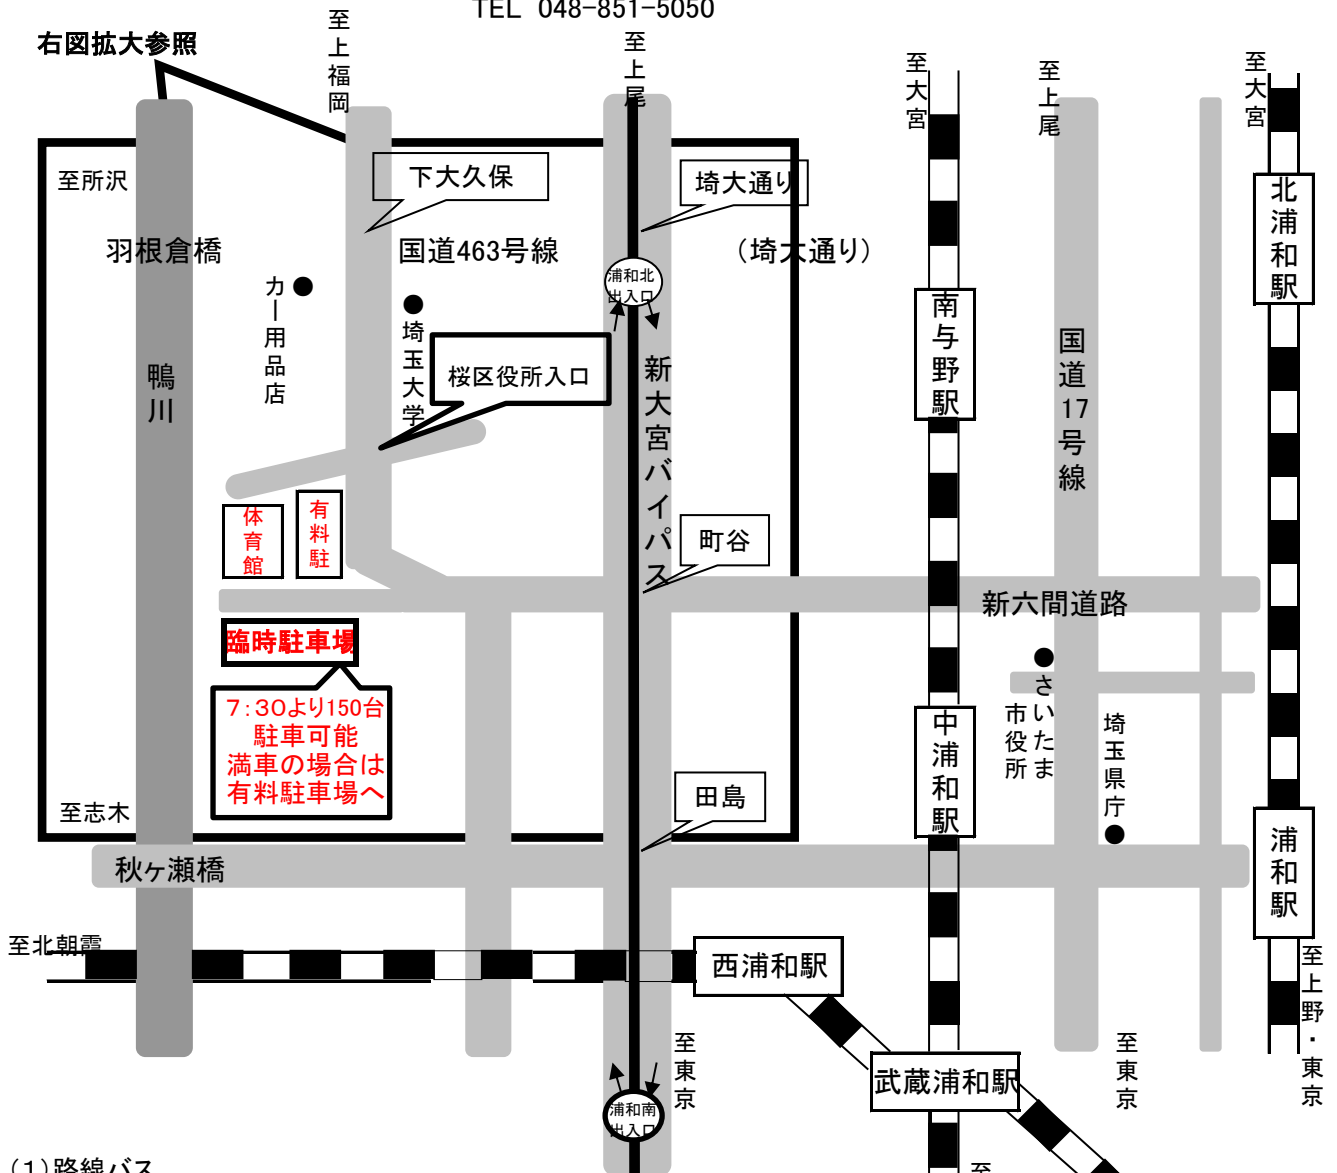 TEL 048-851-5050
右図拡大参照
至上福岡
至上尾
至大宮
至上尾
至大宮
至所沢
下大久保
埼大通り
北浦和駅
羽根倉橋
国道463号線
(埼大通り)
浦和北
出入口
カー用品店
埼玉大学
南与野駅
国道17号線
鴨川
桜区役所入口
新大宮バイパス
体育館
有料駐
町谷
新六間道路
臨時駐車場
7:30より150台
駐車可能
満車の場合は
有料駐車場へ
さいたま
市役所
中浦和駅
埼玉県庁
至志木
田島
浦和駅
秋ヶ瀬橋
至北朝霞
西浦和駅
至上野・東京
至東京
至東京
武蔵浦和駅
浦和南
出入口
(1)路線バス
至